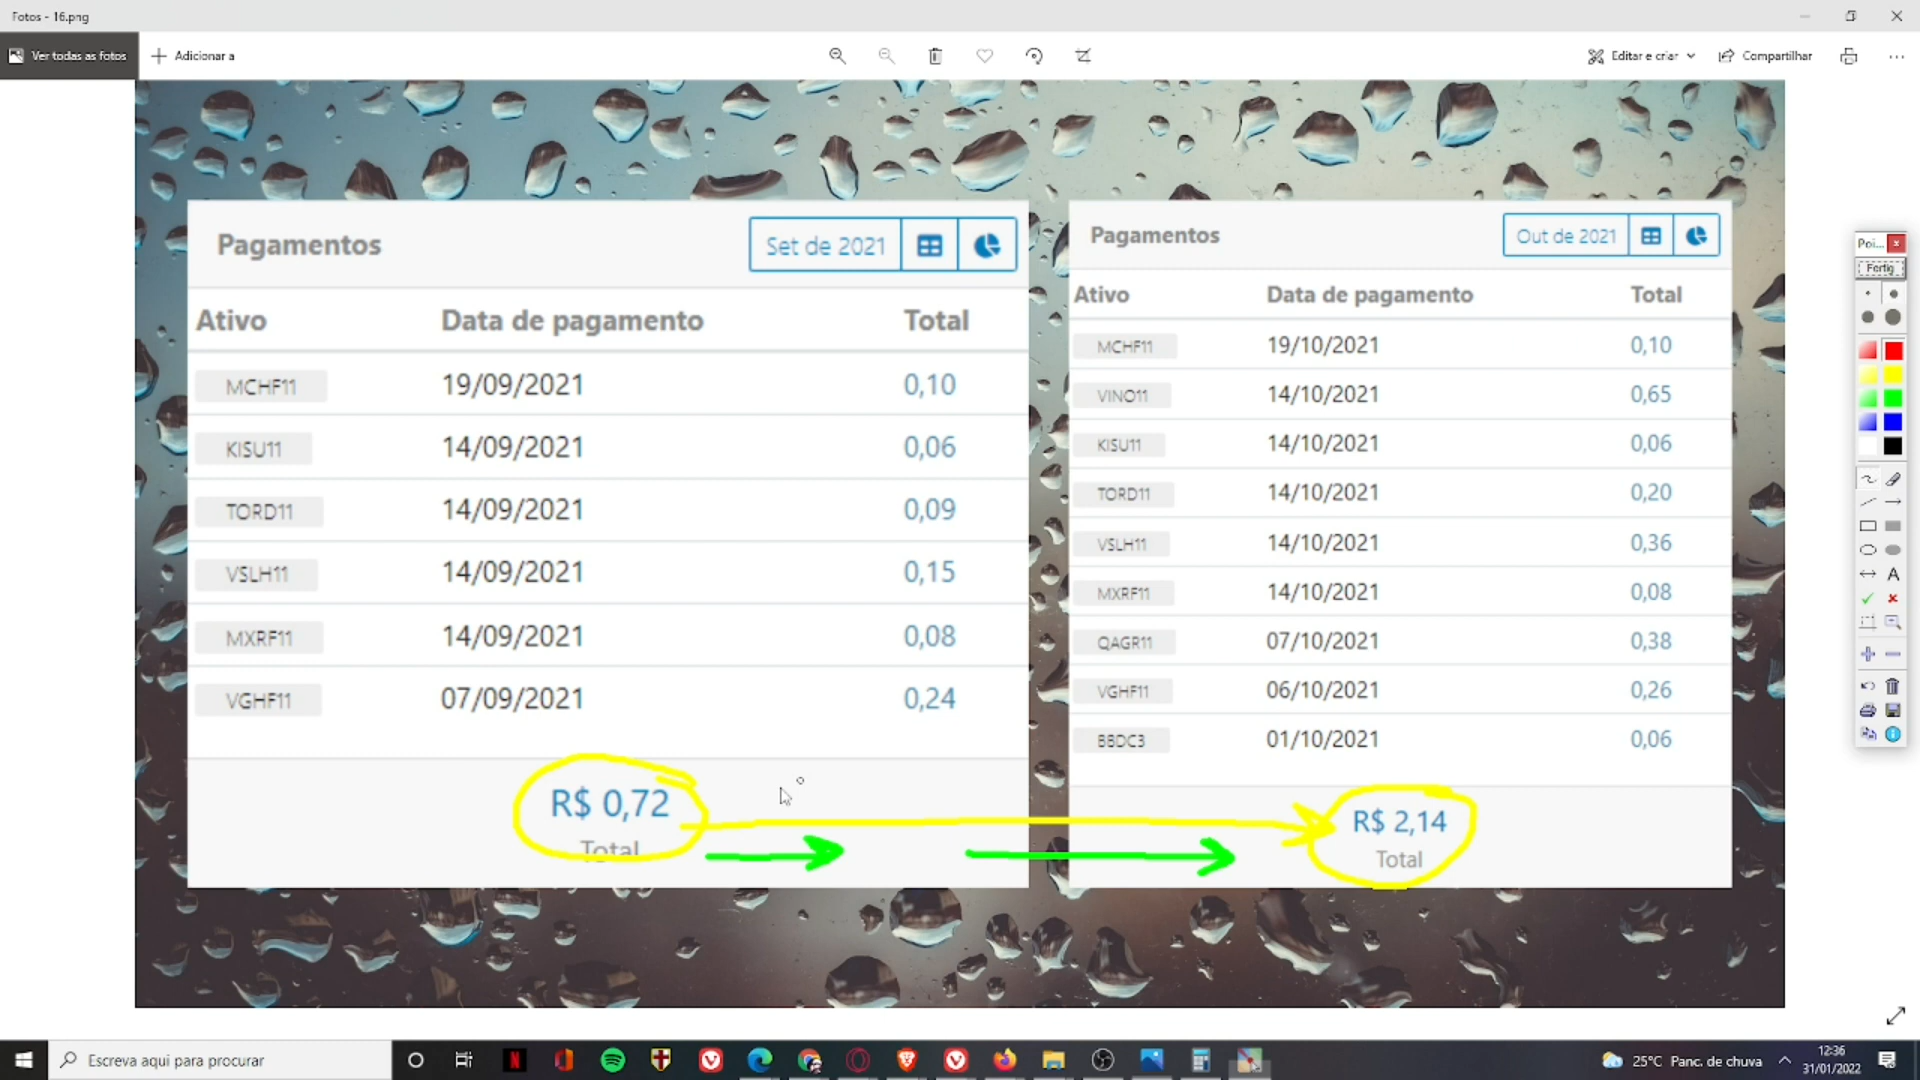 Fotos - 16.png
Ver todas as fotos
Adicionar a
Editar e criar
Compartilhar
Pagamentos
Set de 2021
Ativo Data de pagamento Total
MCHF11 19/09/2021 0,10
KISU11 14/09/2021 0,06
TORD11 14/09/2021 0,09
VSLH11 14/09/2021 0,15
MXRF11 14/09/2021 0,08
VGHF11 07/09/2021 0,24
R$ 0,72
Total
Pagamentos
Out de 2021
Ativo Data de pagamento Total
MCHF11 19/10/2021 0,10
VINO11 14/10/2021 0,65
KISU11 14/10/2021 0,06
TORD11 14/10/2021 0,20
VSLH11 14/10/2021 0,36
MXRF11 14/10/2021 0,08
QAGR11 07/10/2021 0,38
VGHF11 06/10/2021 0,26
BBDC3 01/10/2021 0,06
R$ 2,14
Total
Poi...
Fertig
A
Escreva aqui para procurar
25°C Panc. de chuva
12:36
31/01/2022